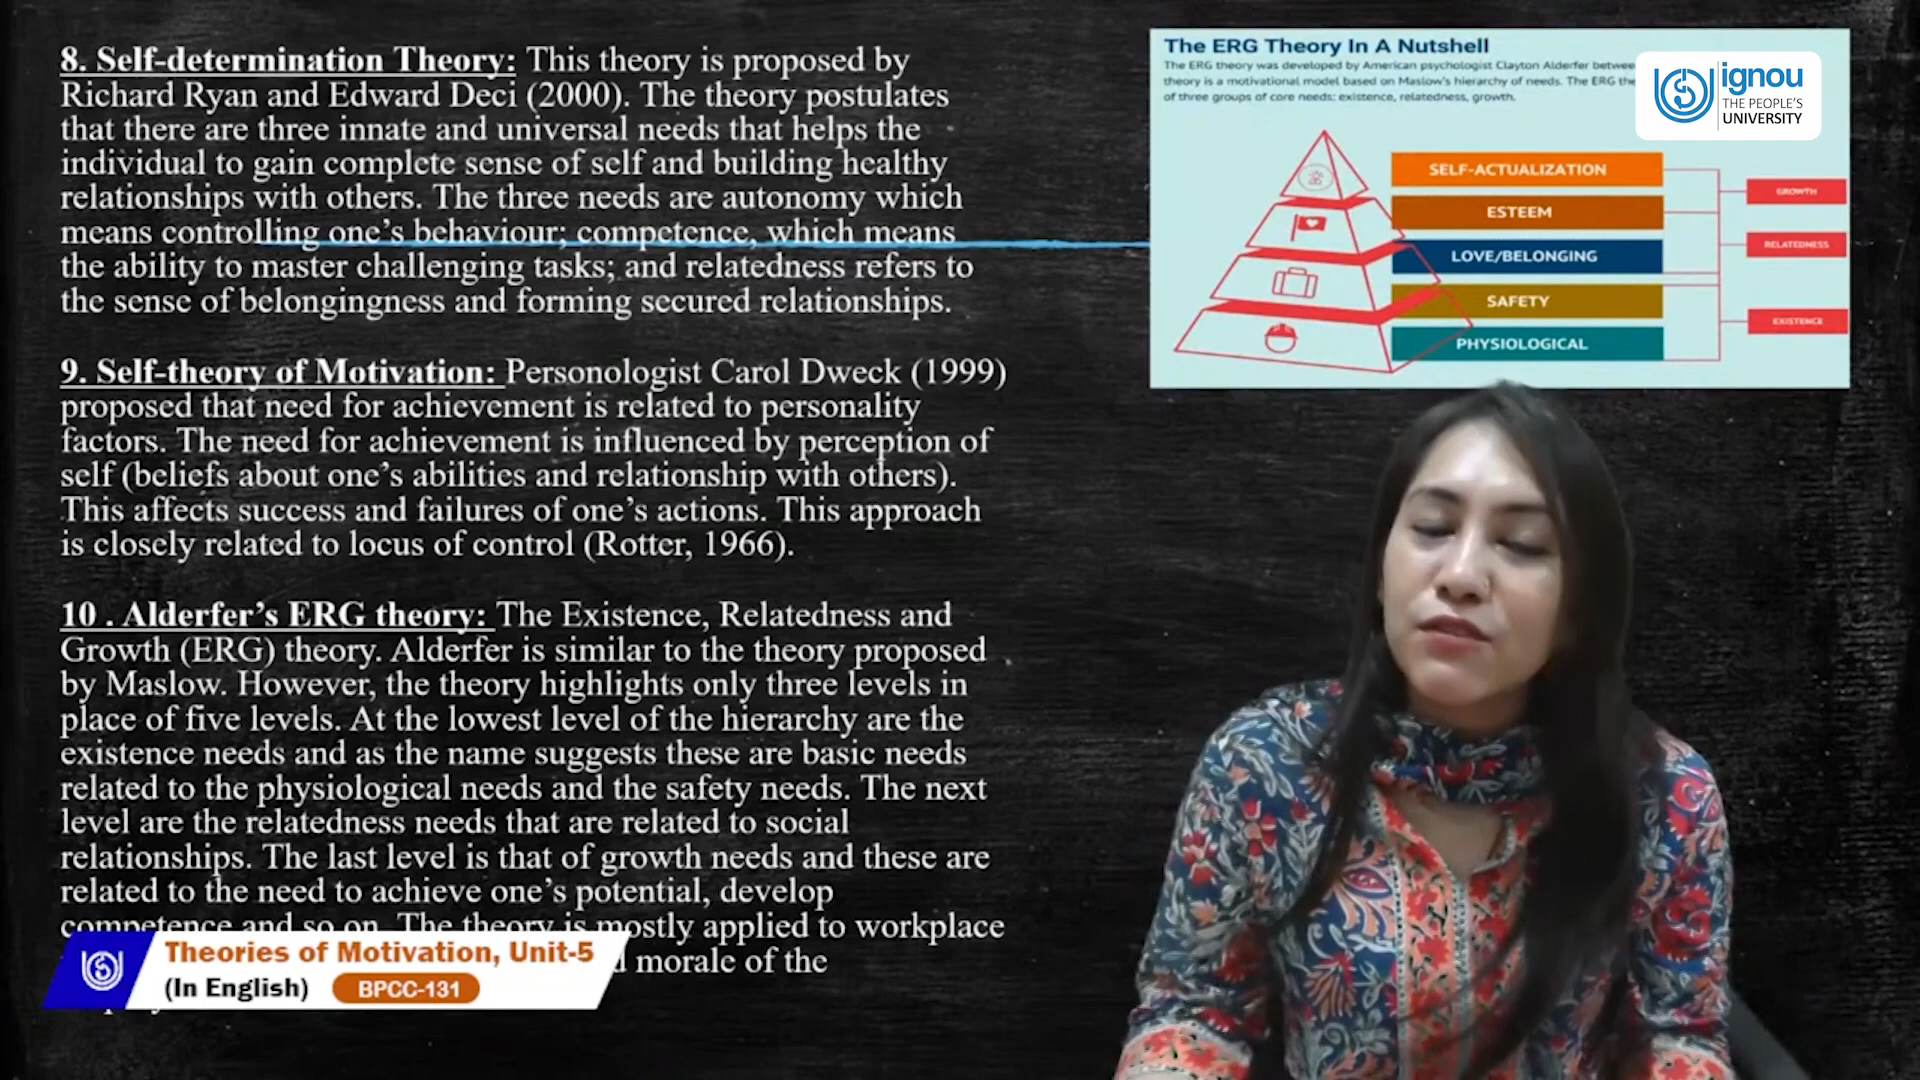 8. Self-determination Theory: This theory is proposed by
Richard Ryan and Edward Deci (2000). The theory postulates
that there are three innate and universal needs that helps the
individual to gain complete sense of self and building healthy
relationships with others. The three needs are autonomy which
means controlling one's behaviour; competence, which means
the ability to master challenging tasks; and relatedness refers to
the sense of belongingness and forming secured relationships.
9. Self-theory of Motivation: Personologist Carol Dweck (1999)
proposed that need for achievement is related to personality
factors. The need for achievement is influenced by perception of
self (beliefs about one's abilities and relationship with others).
This affects success and failures of one's actions. This approach
is closely related to locus of control (Rotter, 1966).
10 . Alderfer's ERG theory: The Existence, Relatedness and
Growth (ERG) theory. Alderfer is similar to the theory proposed
by Maslow. However, the theory highlights only three levels in
place of five levels. At the lowest level of the hierarchy are the
existence needs and as the name suggests these are basic needs
related to the physiological needs and the safety needs. The next
level are the relatedness needs that are related to social
relationships. The last level is that of growth needs and these are
related to the need to achieve one's potential, develop
competence and so on. The theory is mostly applied to workplace
morale of the
The ERG Theory In A Nutshell
The ERG theory was developed by American psychologist Clayton Alderfer
theory is a motivational model based on Maslow's hierarchy of needs. The ERG
of three groups of core needs: existence, relatedness, growth.
ignou
THE PEOPLE'S
UNIVERSITY
SELF-ACTUALIZATION
ESTEEM
LOVE/BELONGING
SAFETY
PHYSIOLOGICAL
GROWTH
RELATEDNESS
EXISTENCE
Theories of Motivation, Unit-5
(In English) BPCC-131